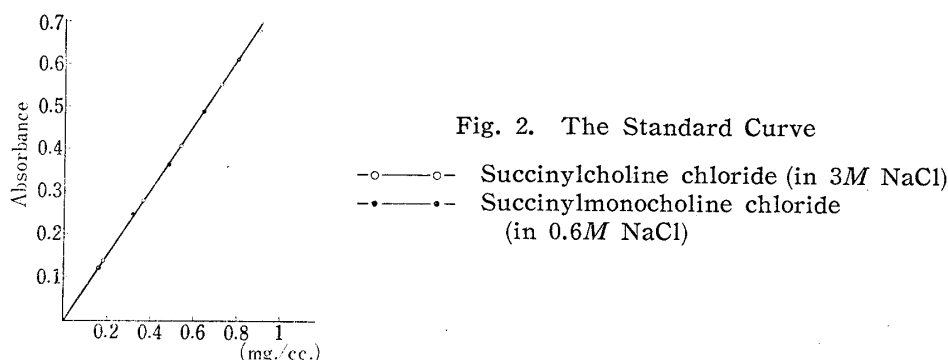 0.7
0.6
0.5
0.4
0.3
0.2
0.1
Absorbance
0.2 0.4 0.6 0.8 1
(mg./cc.)
Fig. 2. The Standard Curve
Succinylcholine chloride (in 3M NaCl)
Succinylmonocholine chloride
(in 0.6M NaCl)